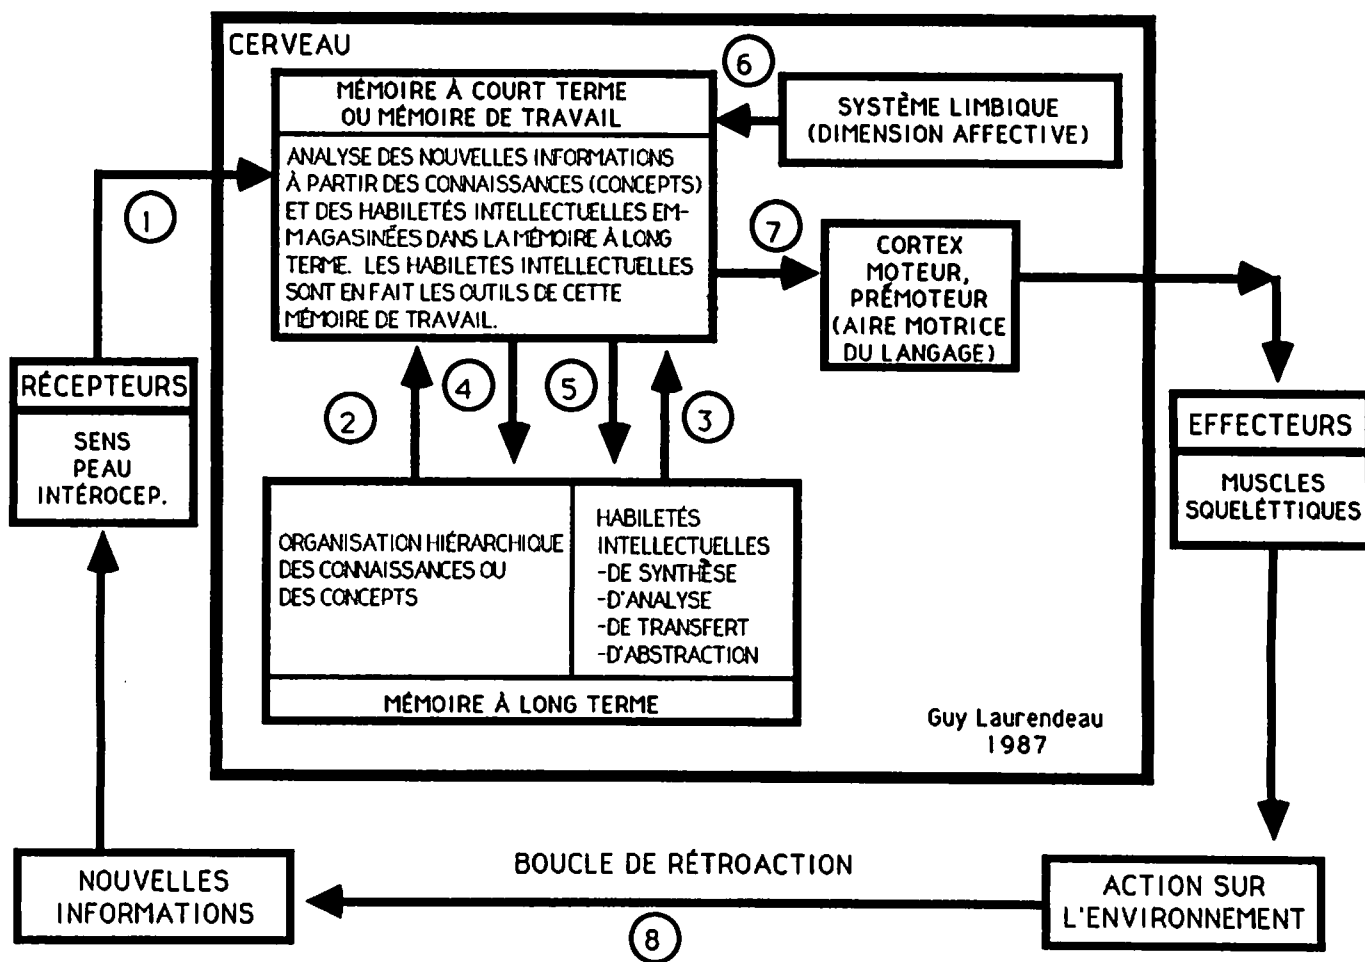 CERVEAU
MÉMOIRE À COURT TERME
OU MÉMOIRE DE TRAVAIL
ANALYSE DES NOUVELLES INFORMATIONS
À PARTIR DES CONNAISSANCES (CONCEPTS)
ET DES HABILETÉS INTELLECTUELLES EM-
MAGASINÉES DANS LA MÉMOIRE À LONG
TERME. LES HABILETES INTELLECTUELLES
SONT EN FAIT LES OUTILS DE CETTE
MÉMOIRE DE TRAVAIL.
6
SYSTÈME LIMBIQUE
(DIMENSION AFFECTIVE)
1
7
CORTEX
MOTEUR,
PRÉMOTEUR
(AIRE MOTRICE
DU LANGAGE)
RÉCEPTEURS
SENS
PEAU
INTÉROCEP.
2
4
5
3
EFFECTEURS
MUSCLES
SQUELÉTTIQUES
ORGANISATION HIÉRARCHIQUE
DES CONNAISSANCES OU
DES CONCEPTS
HABILETÉS
INTELLECTUELLES
-DE SYNTHÈSE
-D'ANALYSE
-DE TRANSFERT
-D'ABSTRACTION
MÉMOIRE À LONG TERME
Guy Laurendeau
1987
NOUVELLES
INFORMATIONS
BOUCLE DE RÉTROACTION
8
ACTION SUR
L'ENVIRONNEMENT